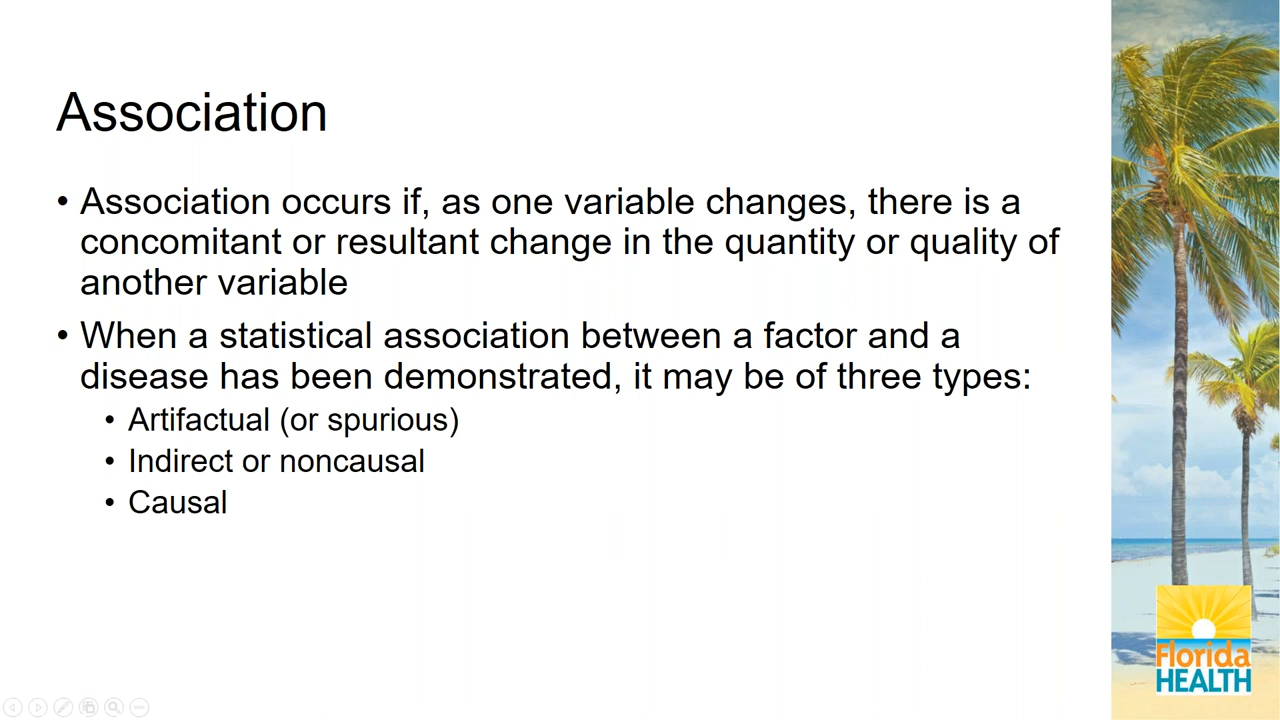 Association
• Association occurs if, as one variable changes, there is a
concomitant or resultant change in the quantity or quality of
another variable
• When a statistical association between a factor and a
disease has been demonstrated, it may be of three types:
• Artifactual (or spurious)
• Indirect or noncausal
• Causal
Florida
HEALTH